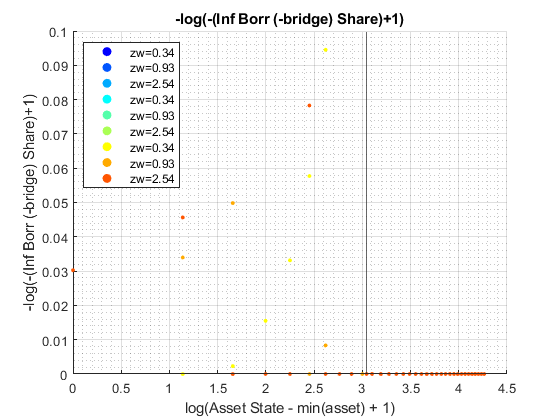 -log(-(Inf Borr (-bridge) Share)+1)
-log(-(Inf Borr (-bridge) Share)+1)
0.1
0.09
0.08
0.07
0.06
0.05
0.04
0.03
0.02
0.01
0
zw=0.34
zw=0.93
zw=2.54
zw=0.34
zw=0.93
zw=2.54
zw=0.34
zw=0.93
zw=2.54
0 0.5 1 1.5 2 2.5 3 3.5 4 4.5
log(Asset State - min(asset) + 1)